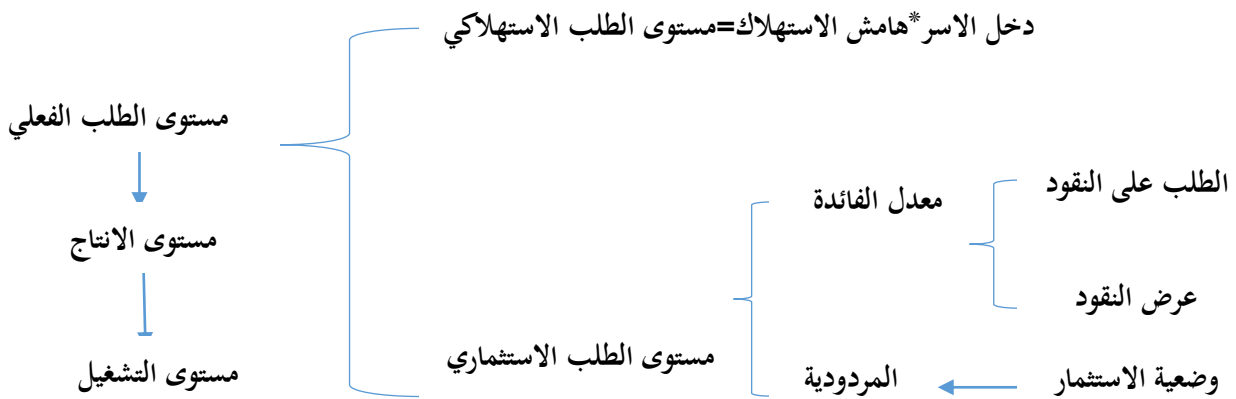 دخل الاسر*هامش الاستهلاك=مستوى الطلب الاستهلاكي
مستوى الطلب الفعلي
الطلب على النقود
معدل الفائدة
مستوى الانتاج
عرض النقود
مستوى الطلب الاستثماري
وضعية الاستثمار
المردودية
مستوى التشغيل